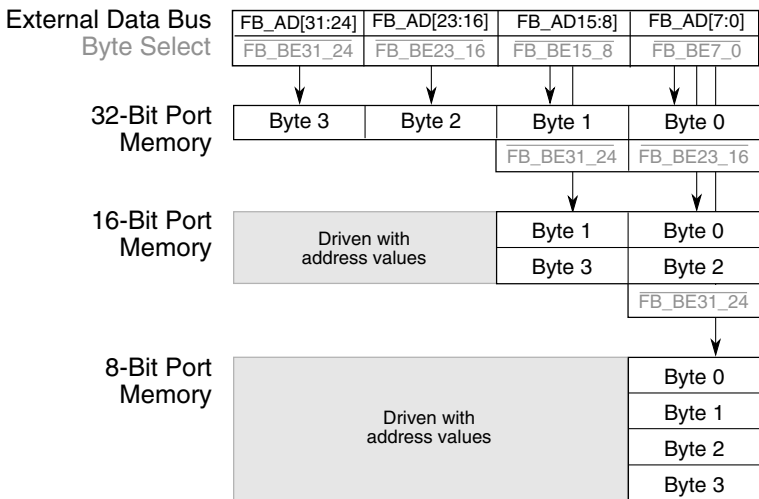 External Data Bus FB_AD[31:24] FB_AD[23:16] FB_AD15:8] FB_AD[7:0]
Byte Select FB_BE31_24 FB_BE23_16 FB_BE15_8 FB_BE7_0
32-Bit Port
Memory
Byte 3 Byte 2 Byte 1 Byte 0
FB_BE31_24 FB_BE23_16
16-Bit Port
Memory
Driven with
address values
Byte 1 Byte 0
Byte 3 Byte 2
FB_BE31_24
8-Bit Port
Memory
Driven with
address values
Byte 0
Byte 1
Byte 2
Byte 3